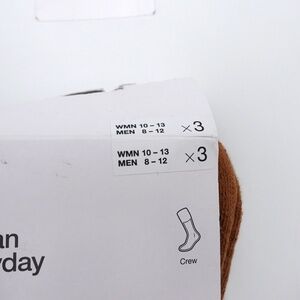 WMN 10 – 13
MEN 8 – 12 ×3
WMN 10 – 13
MEN 8 – 12 ×3
an
yday
Crew